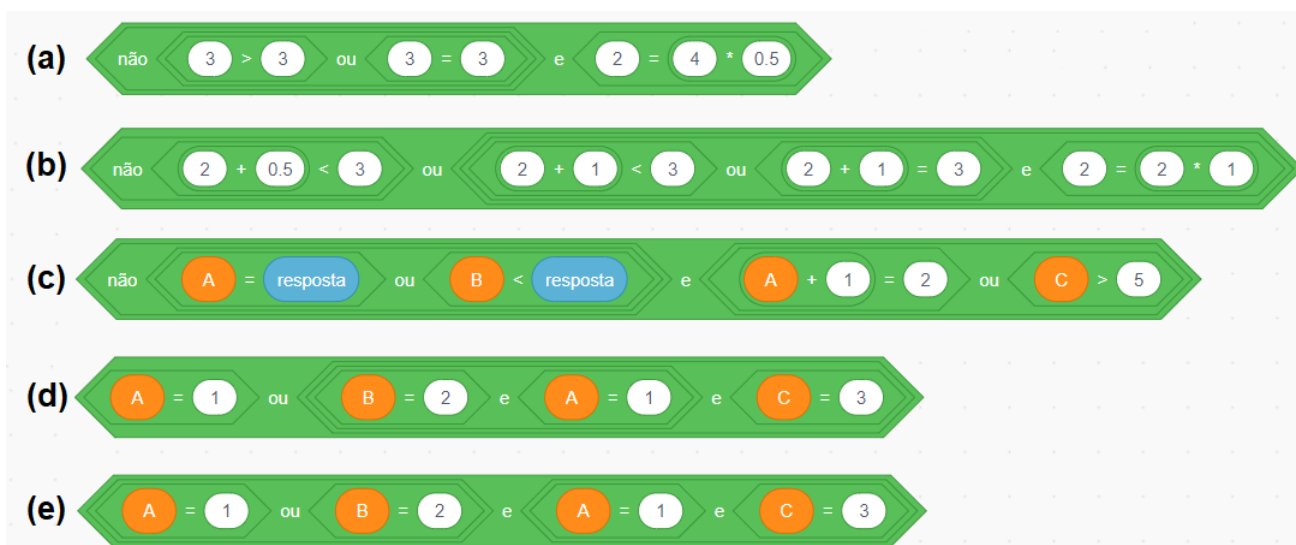 (a) não 3 > 3 ou 3 = 3 e 2 = 4 * 0.5
(b) não 2 + 0.5 < 3 ou 2 + 1 < 3 ou 2 + 1 = 3 e 2 = 2 * 1
(c) não A = resposta ou B < resposta e A + 1 = 2 ou C > 5
(d) A = 1 ou B = 2 e A = 1 e C = 3
(e) A = 1 ou B = 2 e A = 1 e C = 3